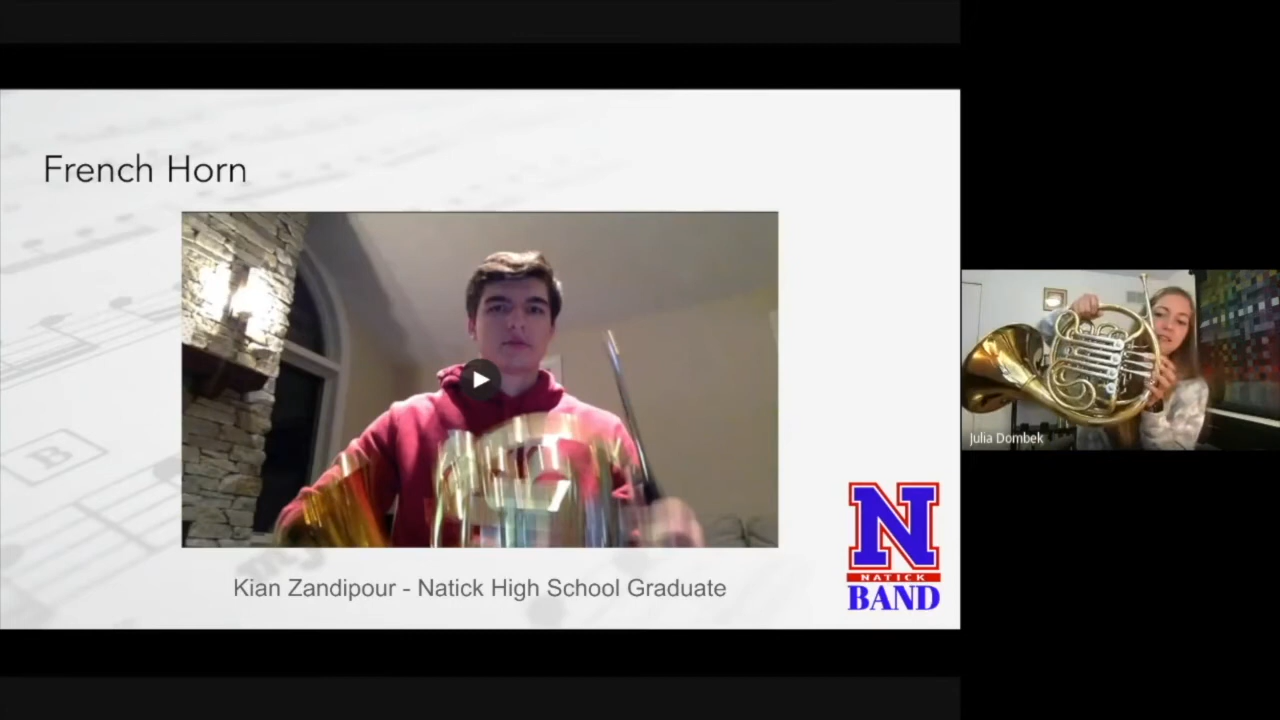 French Horn
B
Kian Zandipour - Natick High School Graduate
N
NATICK
BAND
Julia Dombek